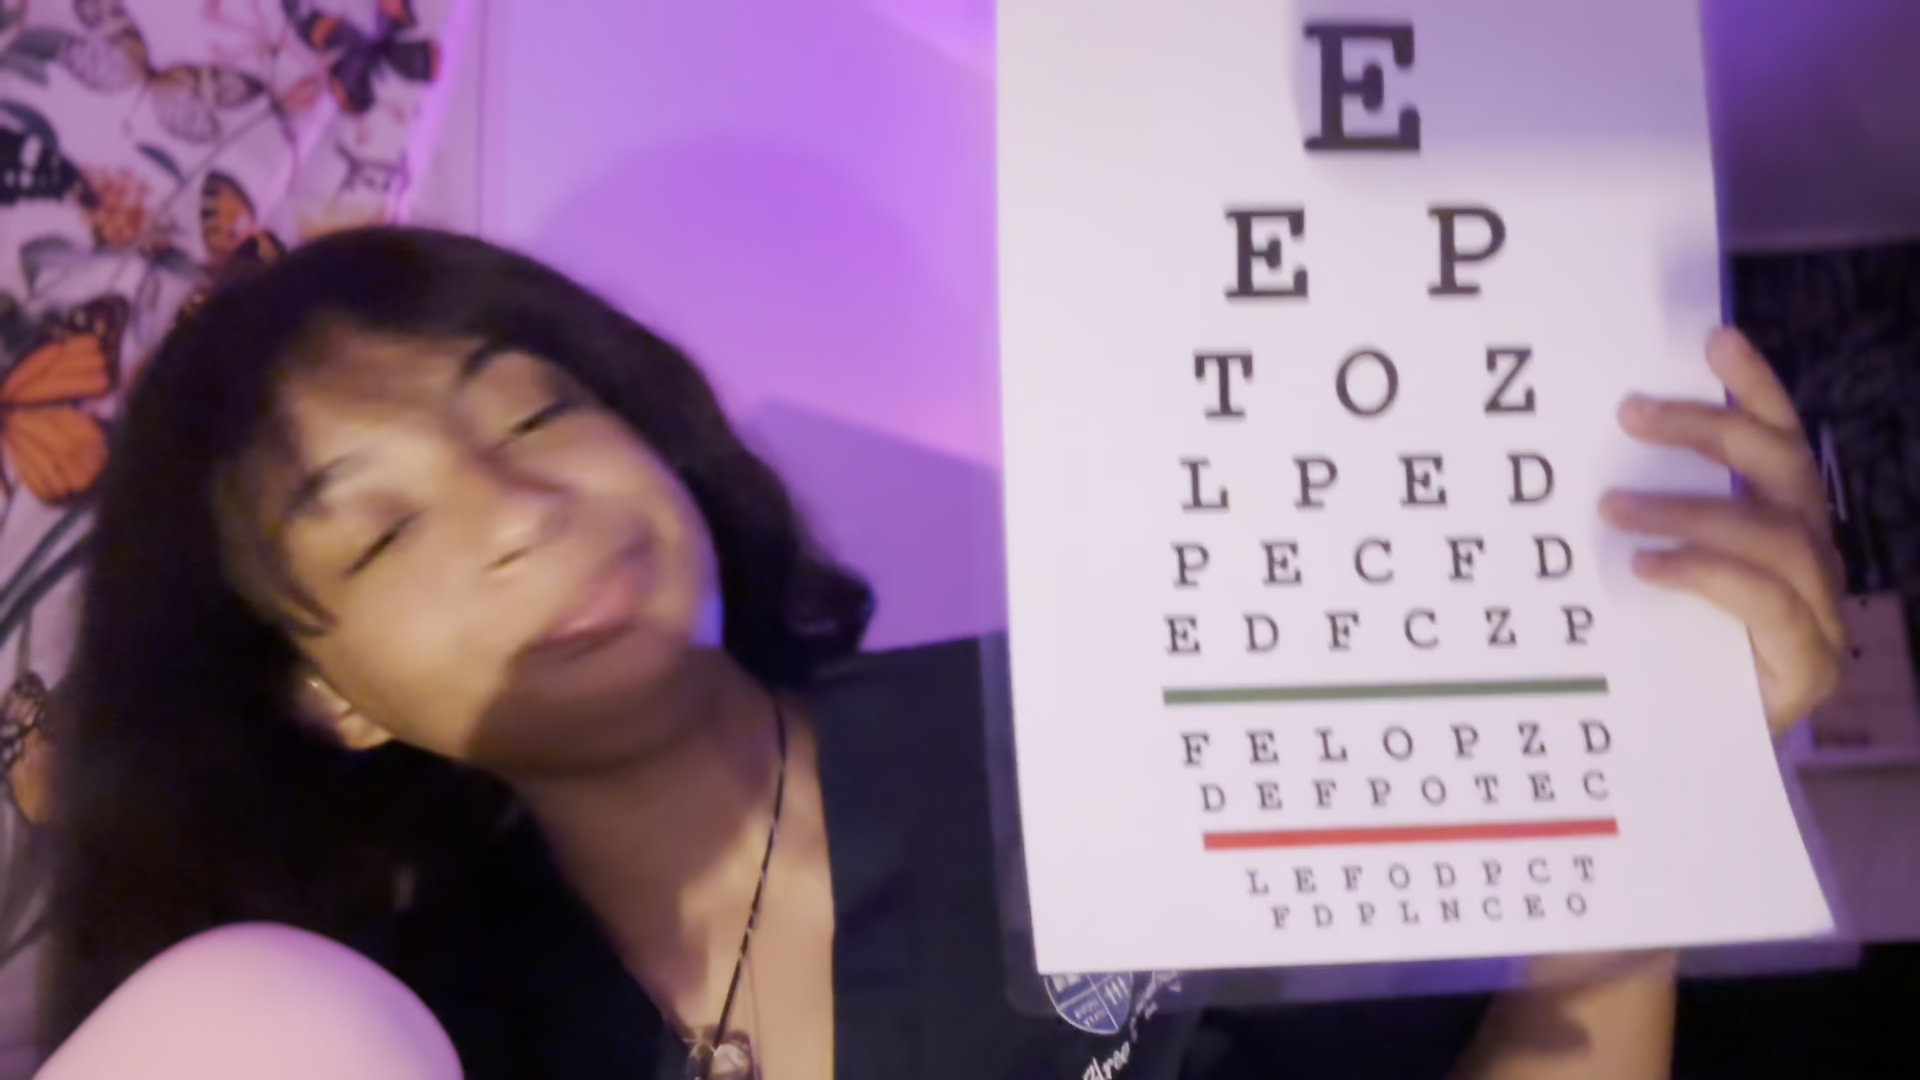 E
E P
T O Z
L P E D
P E C F D
E D F C Z P
F E L O P Z D
D E F P O T E C
L E F O D P C T
F D P L N C E O